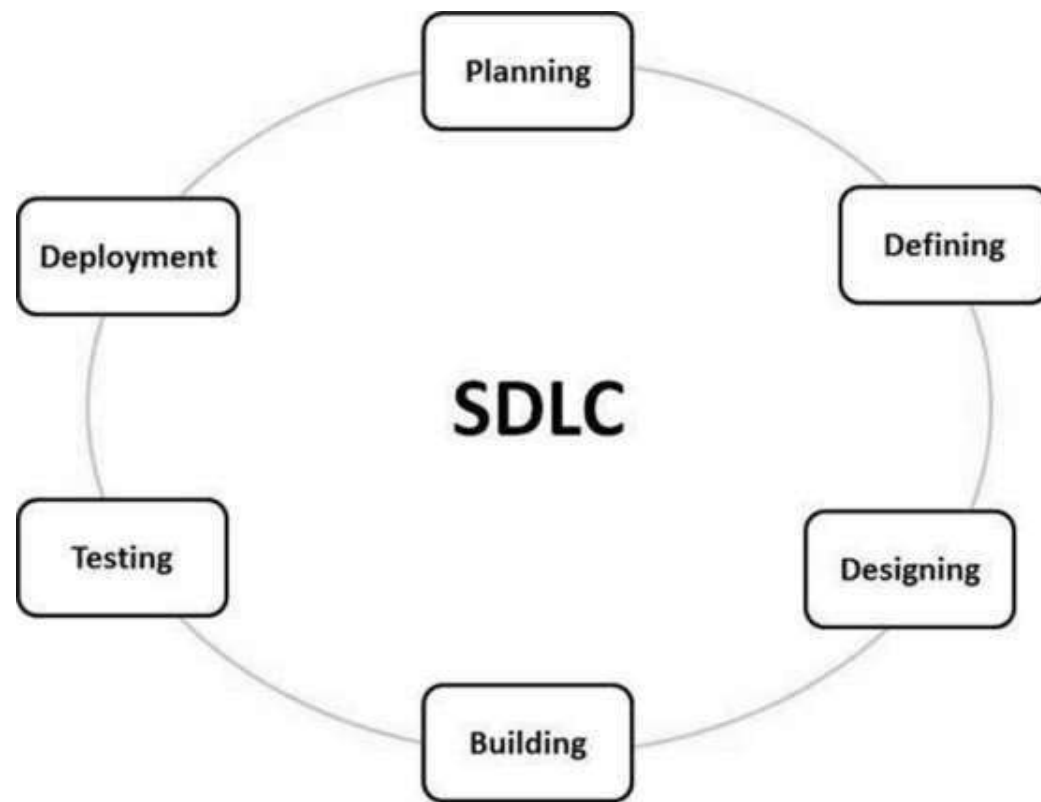 Planning
Defining
Deployment
SDLC
Designing
Testing
Building